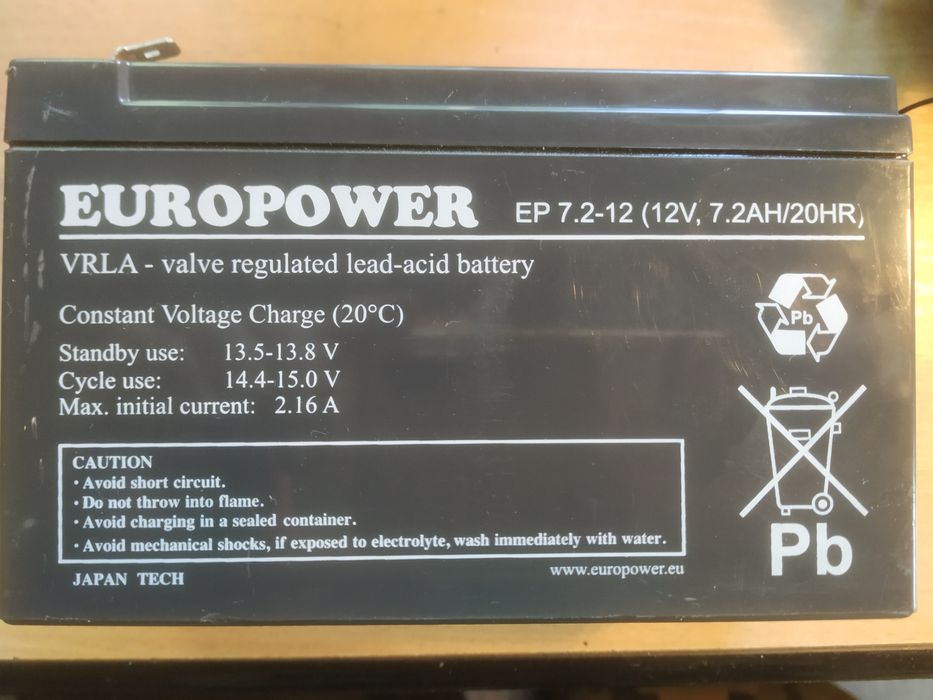 EUROPOWER EP 7.2-12 (12V, 7.2AH/20HR)
VRLA - valve regulated lead-acid battery
Constant Voltage Charge (20°C)
Standby use: 13.5-13.8 V
Cycle use: 14.4-15.0 V
Max. initial current: 2.16 A
Pb
CAUTION
· Avoid short circuit.
· Do not throw into flame.
· Avoid charging in a sealed container.
· Avoid mechanical shocks, if exposed to electrolyte, wash immediately with water.
Pb
JAPAN TECH
www.europower.eu